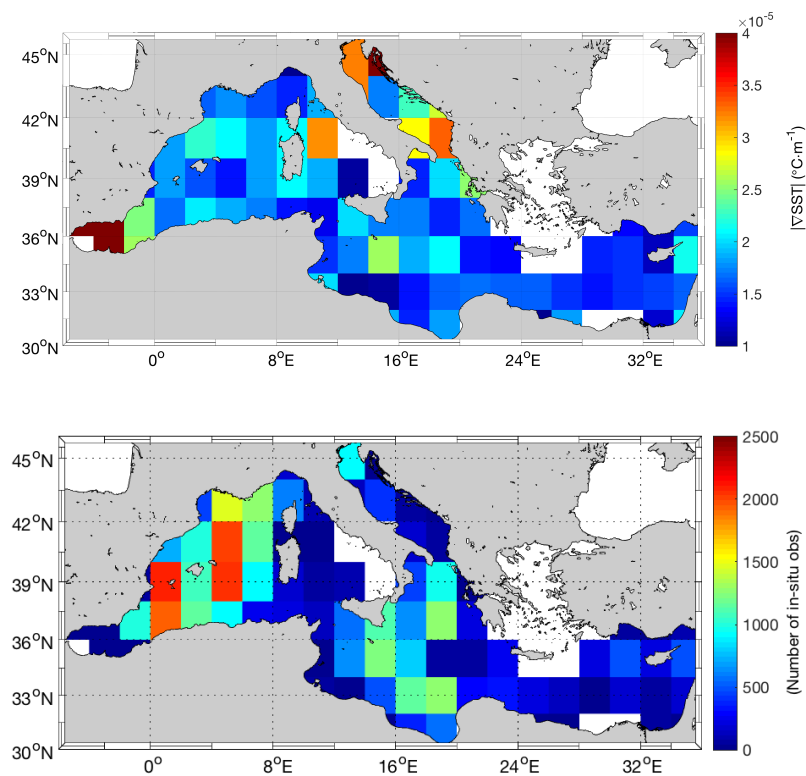 ×10⁻⁵
45°N
42°N
39°N
36°N
33°N
30°N
0°
8°E
16°E
24°E
32°E
4
3.5
3
2.5
2
1.5
1
|∇SST| (°C·m⁻¹)
45°N
42°N
39°N
36°N
33°N
30°N
0°
8°E
16°E
24°E
32°E
2500
2000
1500
1000
500
0
(Number of in-situ obs)